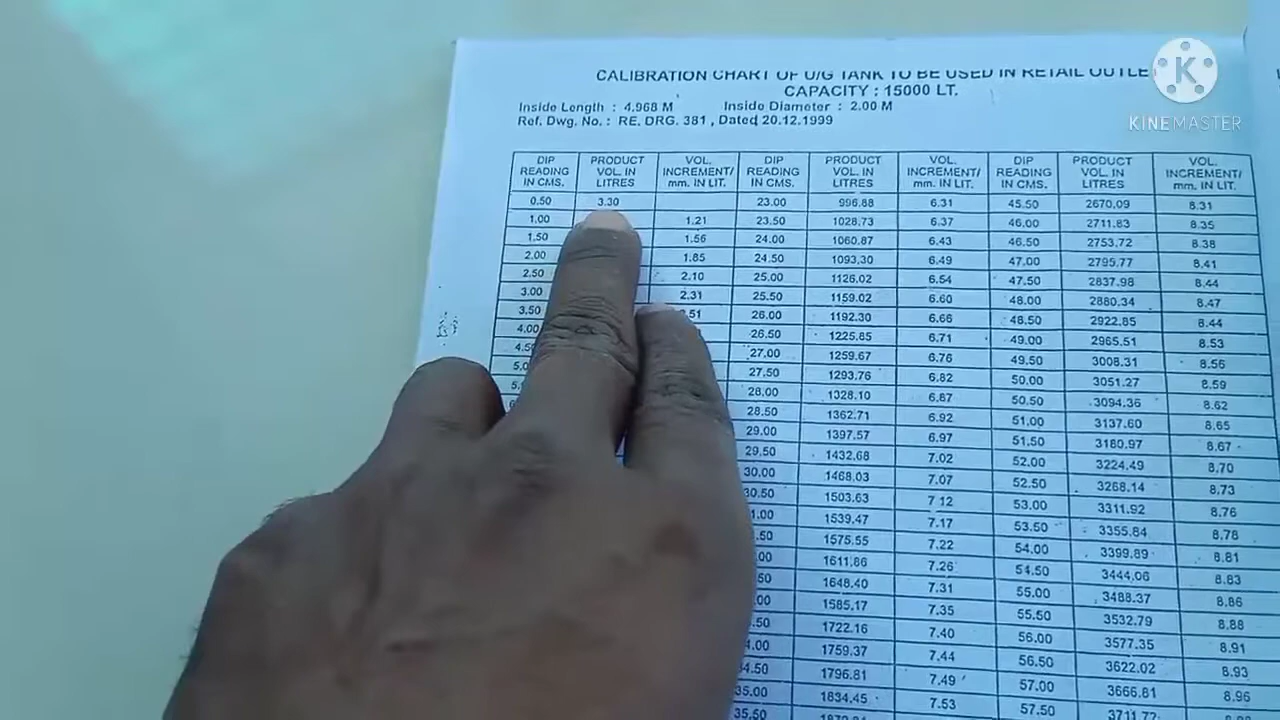 CALIBRATION CHART OF U/G TANK TO BE USED IN RETAIL OUTLE
CAPACITY : 15000 LT.
Inside Length : 4.968 M Inside Diameter : 2.00 M
Ref. Dwg. No. : RE. DRG. 381 , Dated 20.12.1999
K
KINEMASTER
DIP READING IN CMS. PRODUCT VOL. IN LITRES VOL. INCREMENT/ mm. IN LIT. DIP READING IN CMS. PRODUCT VOL. IN LITRES VOL. INCREMENT/ mm. IN LIT. DIP READING IN CMS. PRODUCT VOL. IN LITRES VOL. INCREMENT/ mm. IN LIT.
0.50 3.30 23.00 996.88 6.31 45.50 2670.09 8.31
1.00 1.21 23.50 1028.73 6.37 46.00 2711.83 8.35
1.50 1.56 24.00 1060.87 6.43 46.50 2753.72 8.38
2.00 1.85 24.50 1093.30 6.49 47.00 2795.77 8.41
2.50 2.10 25.00 1126.02 6.54 47.50 2837.98 8.44
3.00 2.31 25.50 1159.02 6.60 48.00 2880.34 8.47
3.50 .51 26.00 1192.30 6.66 48.50 2922.85 8.44
4.00 26.50 1225.85 6.71 49.00 2965.51 8.53
4.5 27.00 1259.67 6.76 49.50 3008.31 8.56
5.0 27.50 1293.76 6.82 50.00 3051.27 8.59
5. 28.00 1328.10 6.87 50.50 3094.36 8.62
28.50 1362.71 6.92 51.00 3137.60 8.65
29.00 1397.57 6.97 51.50 3180.97 8.67
29.50 1432.68 7.02 52.00 3224.49 8.70
30.00 1468.03 7.07 52.50 3268.14 8.73
30.50 1503.63 7.12 53.00 3311.92 8.76
1.00 1539.47 7.17 53.50 3355.84 8.78
.50 1575.55 7.22 54.00 3399.89 8.81
.00 1611.86 7.26 54.50 3444.06 8.83
50 1648.40 7.31 55.00 3488.37 8.86
.00 1585.17 7.35 55.50 3532.79 8.88
.50 1722.16 7.40 56.00 3577.35 8.91
4.00 1759.37 7.44 56.50 3622.02 8.93
4.50 1796.81 7.49 57.00 3666.81 8.96
35.00 1834.45 7.53 57.50 3711.72
35.50